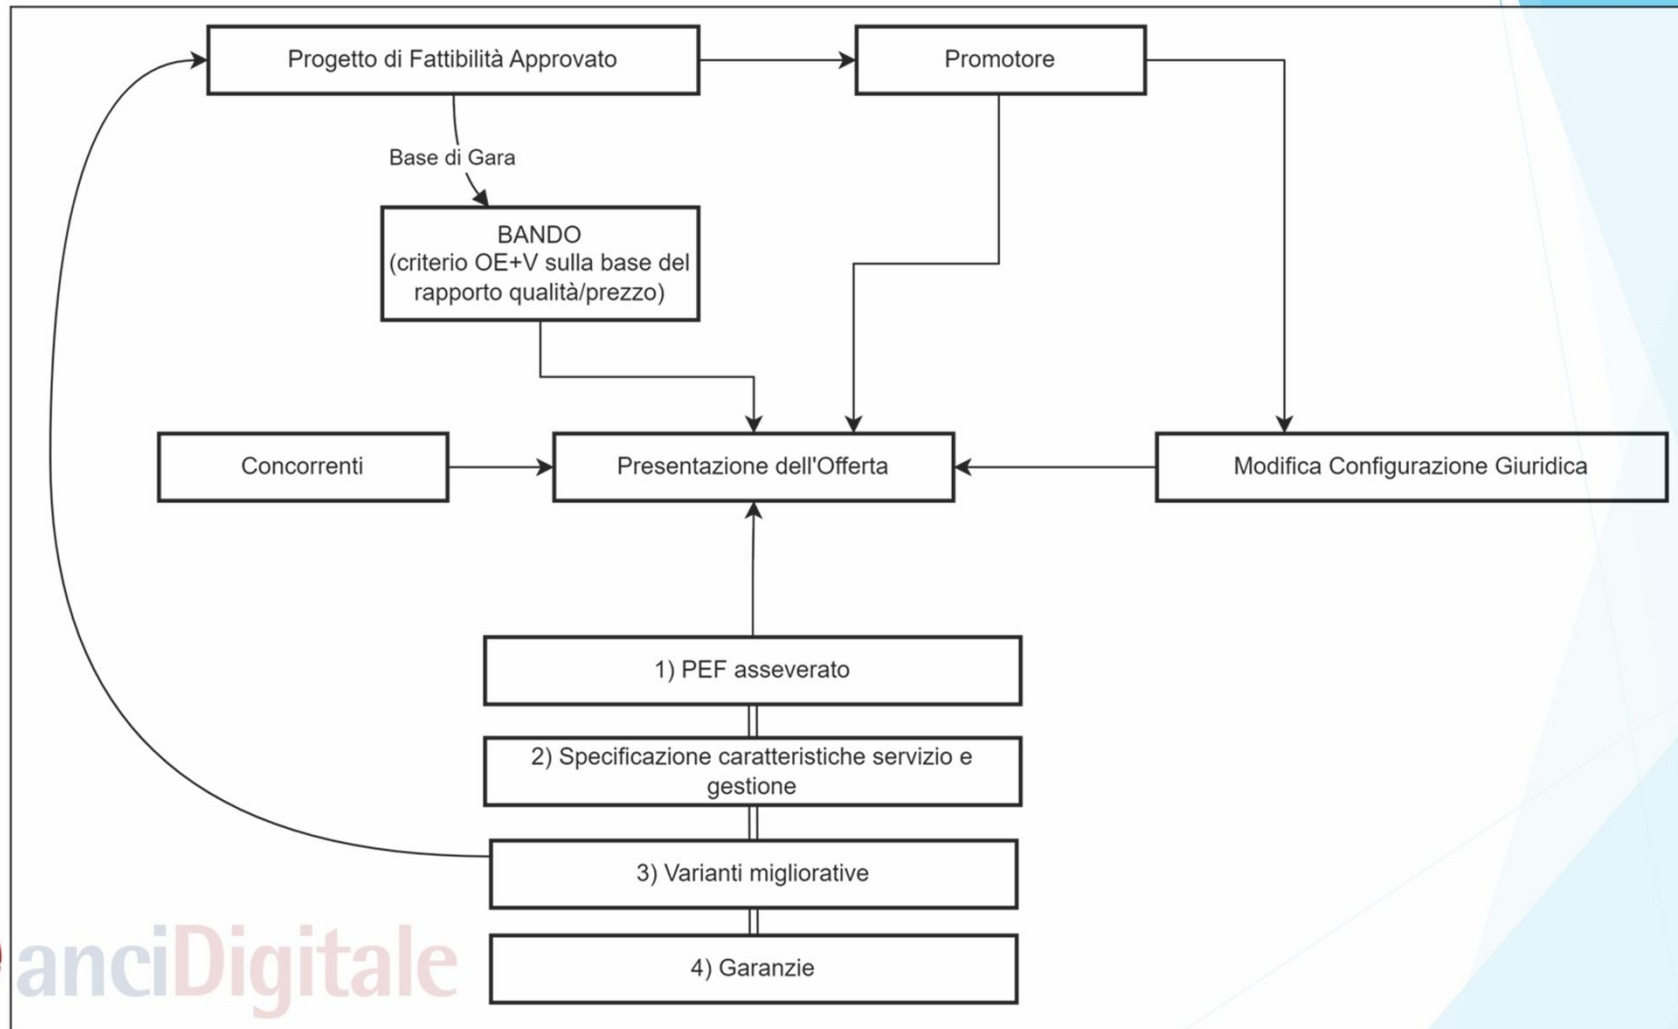 Progetto di Fattibilità Approvato
Promotore
Base di Gara
BANDO
(criterio OE+V sulla base del
rapporto qualità/prezzo)
Concorrenti
Presentazione dell'Offerta
Modifica Configurazione Giuridica
1) PEF asseverato
2) Specificazione caratteristiche servizio e
gestione
3) Varianti migliorative
4) Garanzie
anciDigitale